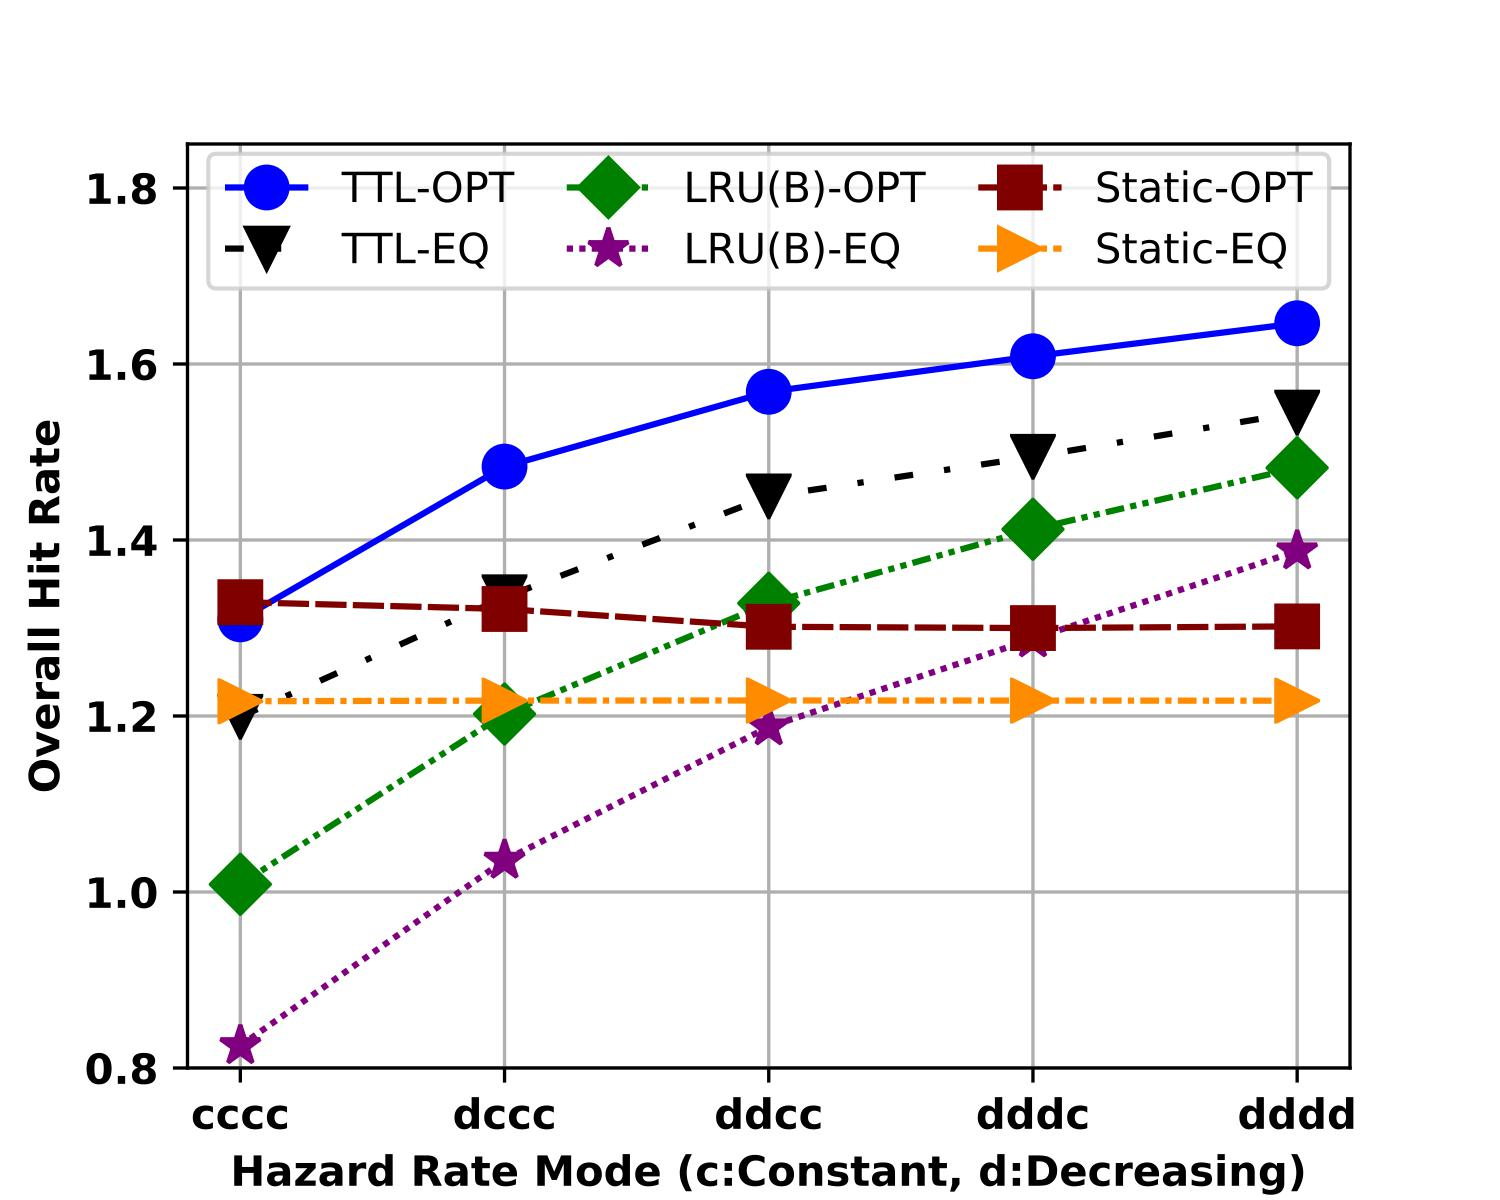 TTL-OPT LRU(B)-OPT Static-OPT
TTL-EQ LRU(B)-EQ Static-EQ
1.8
1.6
1.4
1.2
1.0
0.8
Overall Hit Rate
cccc dccc ddcc dddc dddd
Hazard Rate Mode (c:Constant, d:Decreasing)